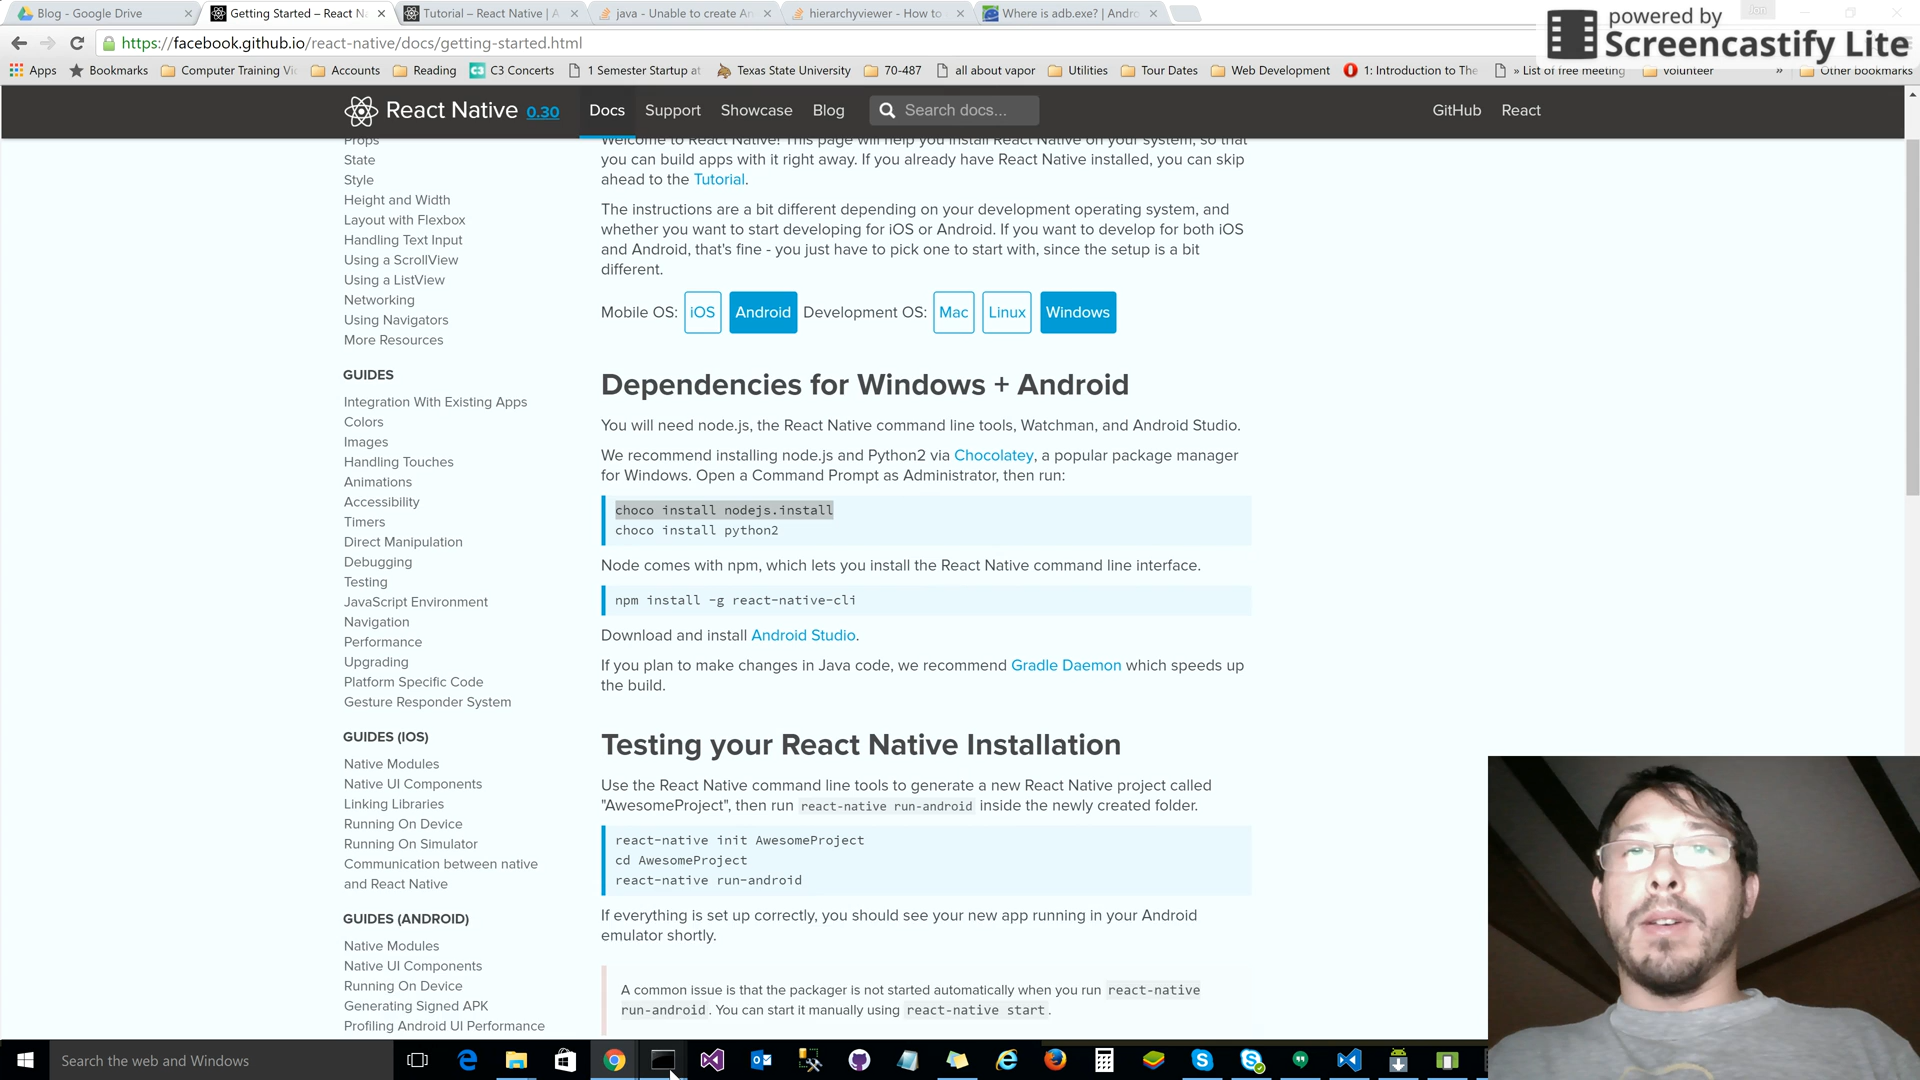 Blog - Google Drive
Getting Started – React N
Tutorial – React Native | A
java - Unable to create An
hierarchyviewer - How to
Where is adb.exe? | Andro
Jon
powered by
Screencastify Lite
https://facebook.github.io/react-native/docs/getting-started.html
Apps
Bookmarks
Computer Training Vi
Accounts
Reading
C3 Concerts
1 Semester Startup at
Texas State University
70-487
all about vapor
Utilities
Tour Dates
Web Development
1: Introduction to The
» List of free meeting
volunteer
»
Other bookmarks
React Native 0.30
Docs
Support
Showcase
Blog
Search docs...
GitHub
React
Props
State
Style
Height and Width
Layout with Flexbox
Handling Text Input
Using a ScrollView
Using a ListView
Networking
Using Navigators
More Resources
GUIDES
Integration With Existing Apps
Colors
Images
Handling Touches
Animations
Accessibility
Timers
Direct Manipulation
Debugging
Testing
JavaScript Environment
Navigation
Performance
Upgrading
Platform Specific Code
Gesture Responder System
GUIDES (IOS)
Native Modules
Native UI Components
Linking Libraries
Running On Device
Running On Simulator
Communication between native
and React Native
GUIDES (ANDROID)
Native Modules
Native UI Components
Running On Device
Generating Signed APK
Profiling Android UI Performance
Welcome to React Native! This page will help you install React Native on your system, so that
you can build apps with it right away. If you already have React Native installed, you can skip
ahead to the Tutorial.
The instructions are a bit different depending on your development operating system, and
whether you want to start developing for iOS or Android. If you want to develop for both iOS
and Android, that's fine - you just have to pick one to start with, since the setup is a bit
different.
Mobile OS: iOS Android Development OS: Mac Linux Windows
Dependencies for Windows + Android
You will need node.js, the React Native command line tools, Watchman, and Android Studio.
We recommend installing node.js and Python2 via Chocolatey, a popular package manager
for Windows. Open a Command Prompt as Administrator, then run:
choco install nodejs.install
choco install python2
Node comes with npm, which lets you install the React Native command line interface.
npm install -g react-native-cli
Download and install Android Studio.
If you plan to make changes in Java code, we recommend Gradle Daemon which speeds up
the build.
Testing your React Native Installation
Use the React Native command line tools to generate a new React Native project called
"AwesomeProject", then run react-native run-android inside the newly created folder.
react-native init AwesomeProject
cd AwesomeProject
react-native run-android
If everything is set up correctly, you should see your new app running in your Android
emulator shortly.
A common issue is that the packager is not started automatically when you run react-native
run-android. You can start it manually using react-native start.
Search the web and Windows